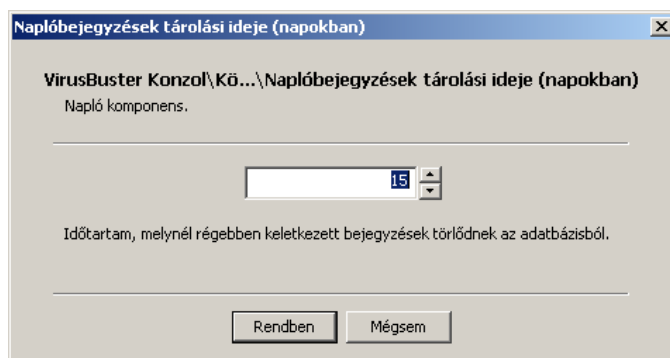 Naplóbejegyzések tárolási ideje (napokban)
VirusBuster Konzol\Kö...\Naplóbejegyzések tárolási ideje (napokban)
Napló komponens.
15
Időtartam, melynél régebben keletkezett bejegyzések törlődnek az adatbázisból.
Rendben Mégsem